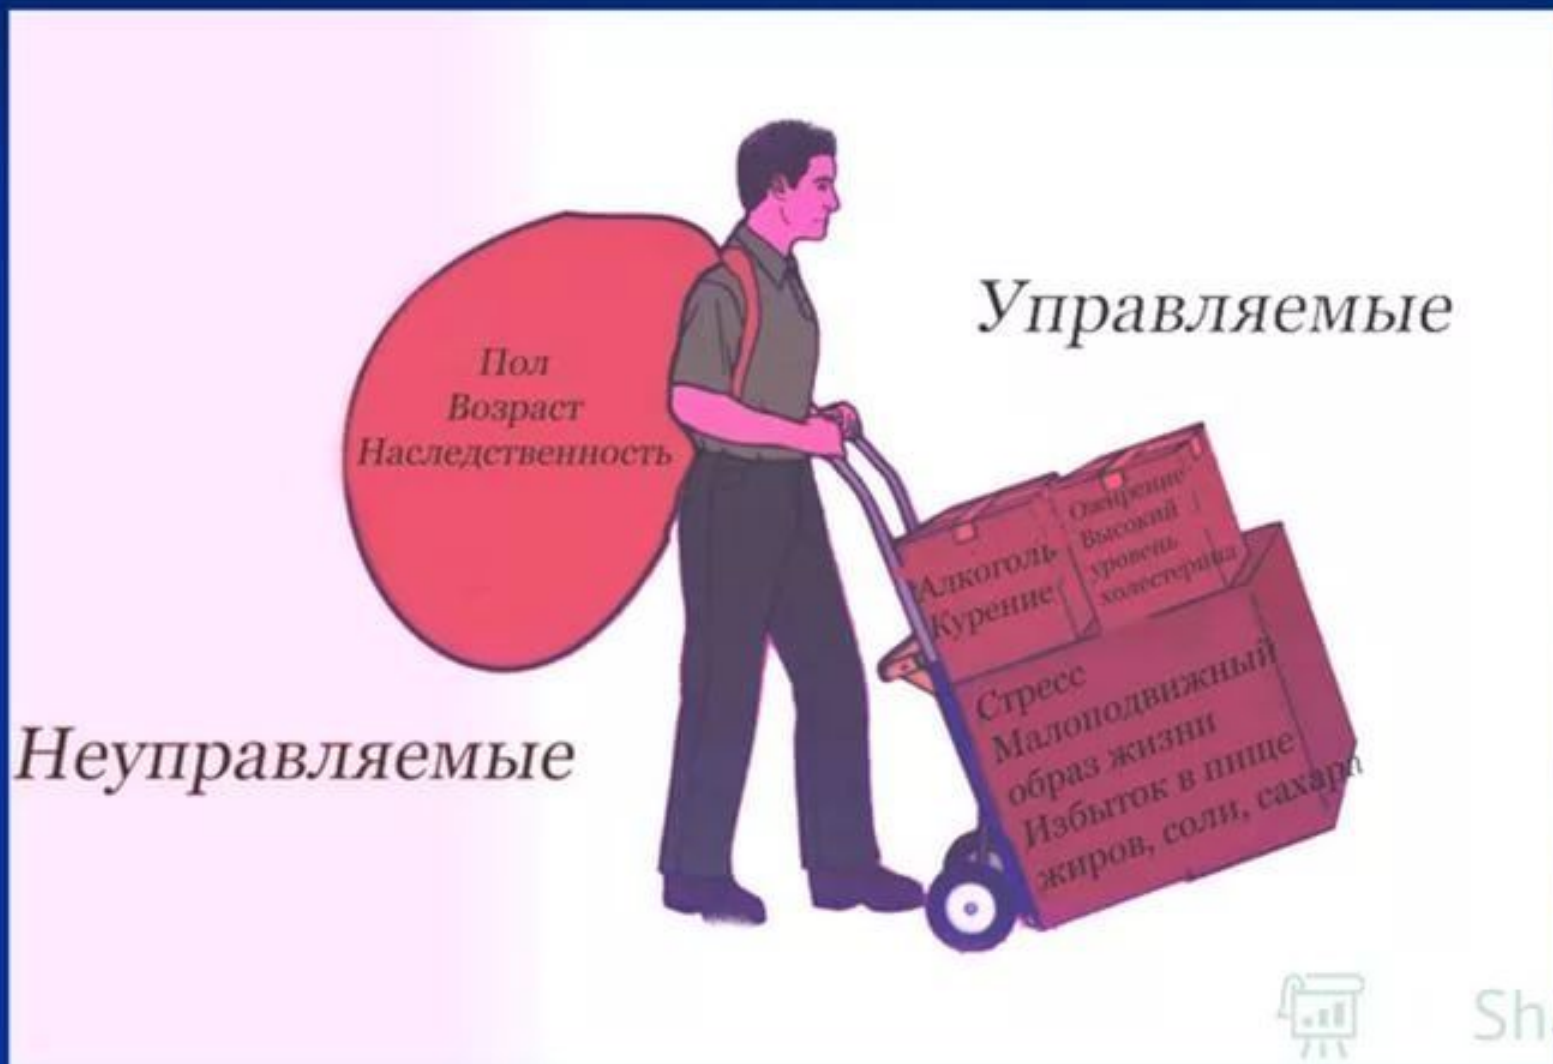 Управляемые
Пол
Возраст
Наследственность
Неуправляемые
Алкоголь
Курение
Ожирение
Высокий
уровень
холестерина
Стресс
Малоподвижный
образ жизни
Избыток в пище
жиров, соли, сахара